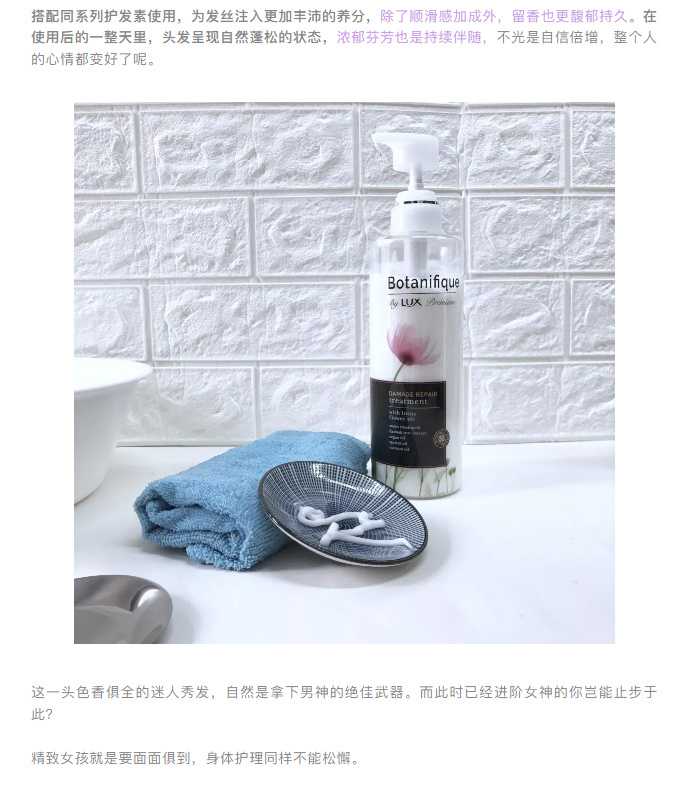 搭配同系列护发素使用，为发丝注入更加丰沛的养分，除了顺滑感加成外，留香也更馥郁持久。在
使用后的一整天里，头发呈现自然蓬松的状态，浓郁芬芳也是持续伴随，不光是自信倍增，整个人
的心情都变好了呢。
Botanifique
by LUX Premium
DAMAGE REPAIR
treatment
这一头色香俱全的迷人秀发，自然是拿下男神的绝佳武器。而此时已经进阶女神的你岂能止步于
此?
精致女孩就是要面面俱到，身体护理同样不能松懈。